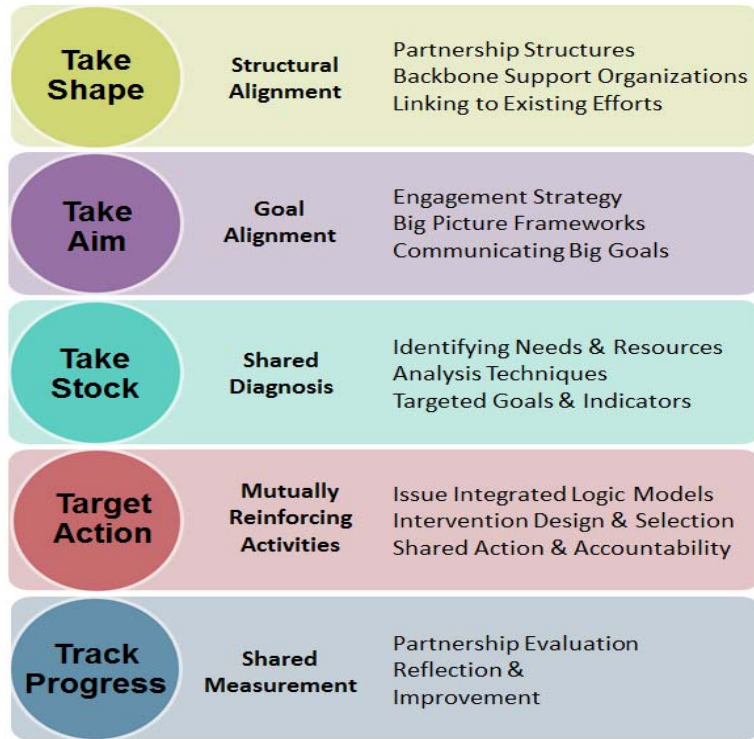 Take
Shape
Structural
Alignment
Partnership Structures
Backbone Support Organizations
Linking to Existing Efforts
Take
Aim
Goal
Alignment
Engagement Strategy
Big Picture Frameworks
Communicating Big Goals
Take
Stock
Shared
Diagnosis
Identifying Needs & Resources
Analysis Techniques
Targeted Goals & Indicators
Target
Action
Mutually
Reinforcing
Activities
Issue Integrated Logic Models
Intervention Design & Selection
Shared Action & Accountability
Track
Progress
Shared
Measurement
Partnership Evaluation
Reflection &
Improvement